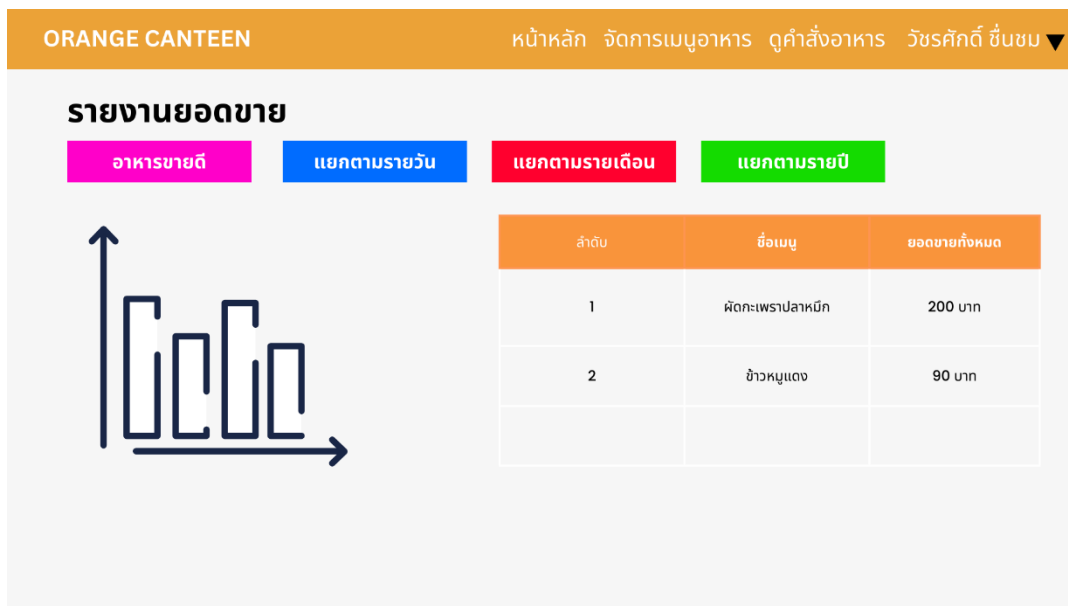 ORANGE CANTEEN หน้าหลัก จัดการเมนูอาหาร ดูคำสั่งอาหาร วัชรศักดิ์ ชื่นชม
รายงานยอดขาย
อาหารขายดี แยกตามรายวัน แยกตามรายเดือน แยกตามรายปี
ลำดับ ชื่อเมนู ยอดขายทั้งหมด
1 ผัดกะเพราปลาหมึก 200 บาท
2 ข้าวหมูแดง 90 บาท